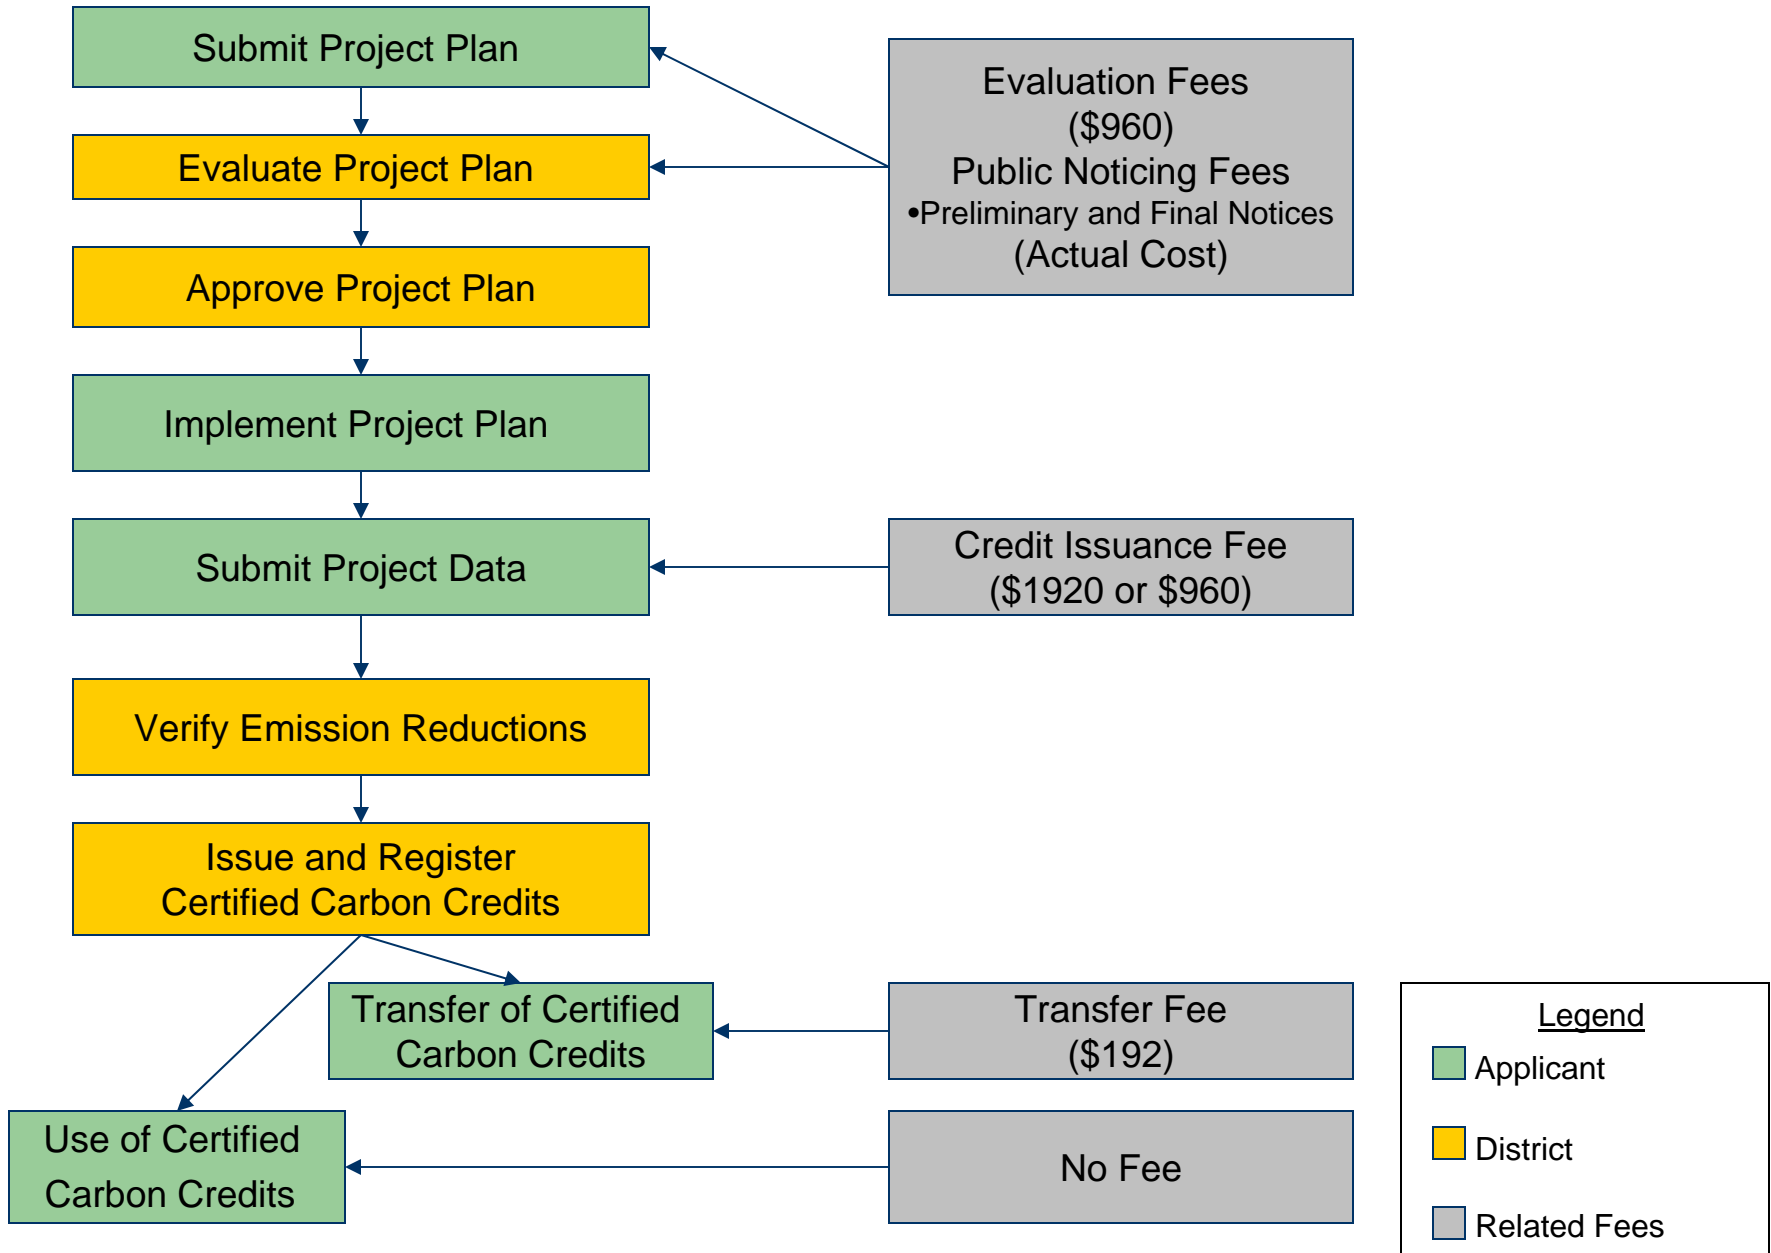 Submit Project Plan
Evaluate Project Plan
Approve Project Plan
Implement Project Plan
Submit Project Data
Verify Emission Reductions
Issue and Register
Certified Carbon Credits
Transfer of Certified
Carbon Credits
Use of Certified
Carbon Credits
Evaluation Fees
($960)
Public Noticing Fees
•Preliminary and Final Notices
(Actual Cost)
Credit Issuance Fee
($1920 or $960)
Transfer Fee
($192)
No Fee
Legend
Applicant
District
Related Fees